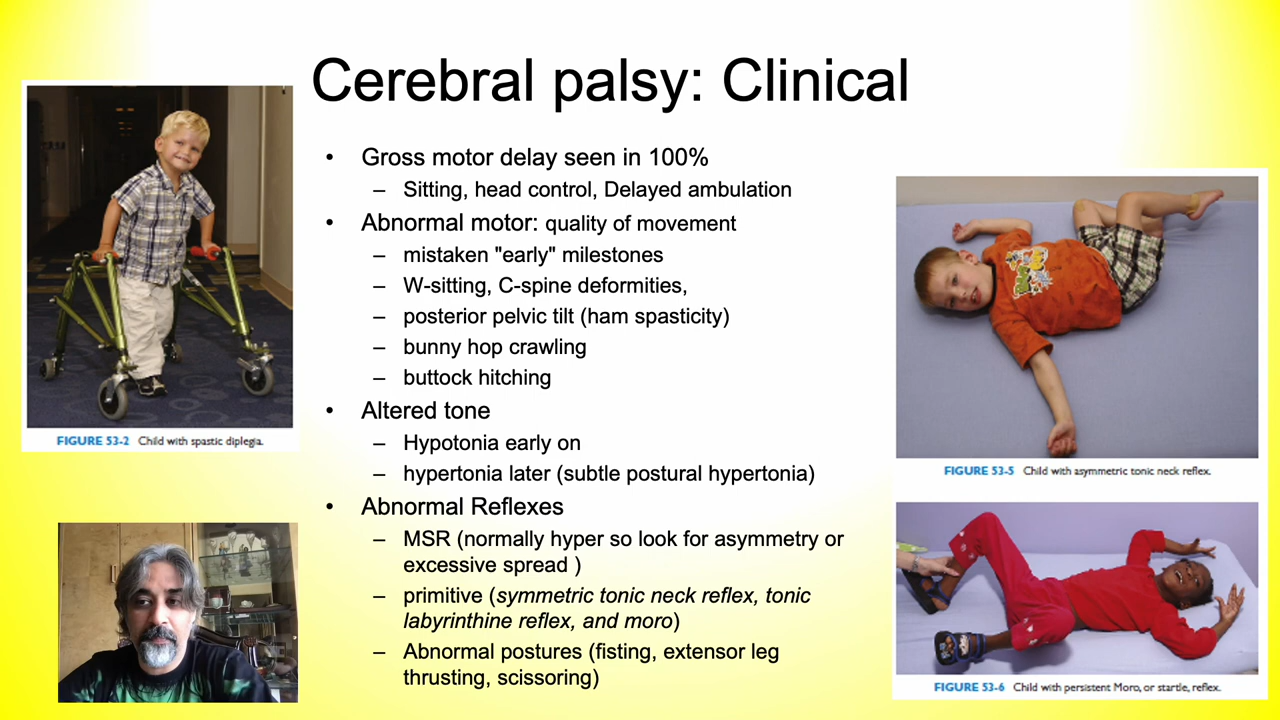 Cerebral palsy: Clinical
• Gross motor delay seen in 100%
– Sitting, head control, Delayed ambulation
• Abnormal motor: quality of movement
– mistaken "early" milestones
– W-sitting, C-spine deformities,
– posterior pelvic tilt (ham spasticity)
– bunny hop crawling
– buttock hitching
• Altered tone
– Hypotonia early on
– hypertonia later (subtle postural hypertonia)
• Abnormal Reflexes
– MSR (normally hyper so look for asymmetry or
excessive spread )
– primitive (symmetric tonic neck reflex, tonic
labyrinthine reflex, and moro)
– Abnormal postures (fisting, extensor leg
thrusting, scissoring)
FIGURE 53-2 Child with spastic diplegia.
FIGURE 53-5 Child with asymmetric tonic neck reflex.
FIGURE 53-6 Child with persistent Moro, or startle, reflex.